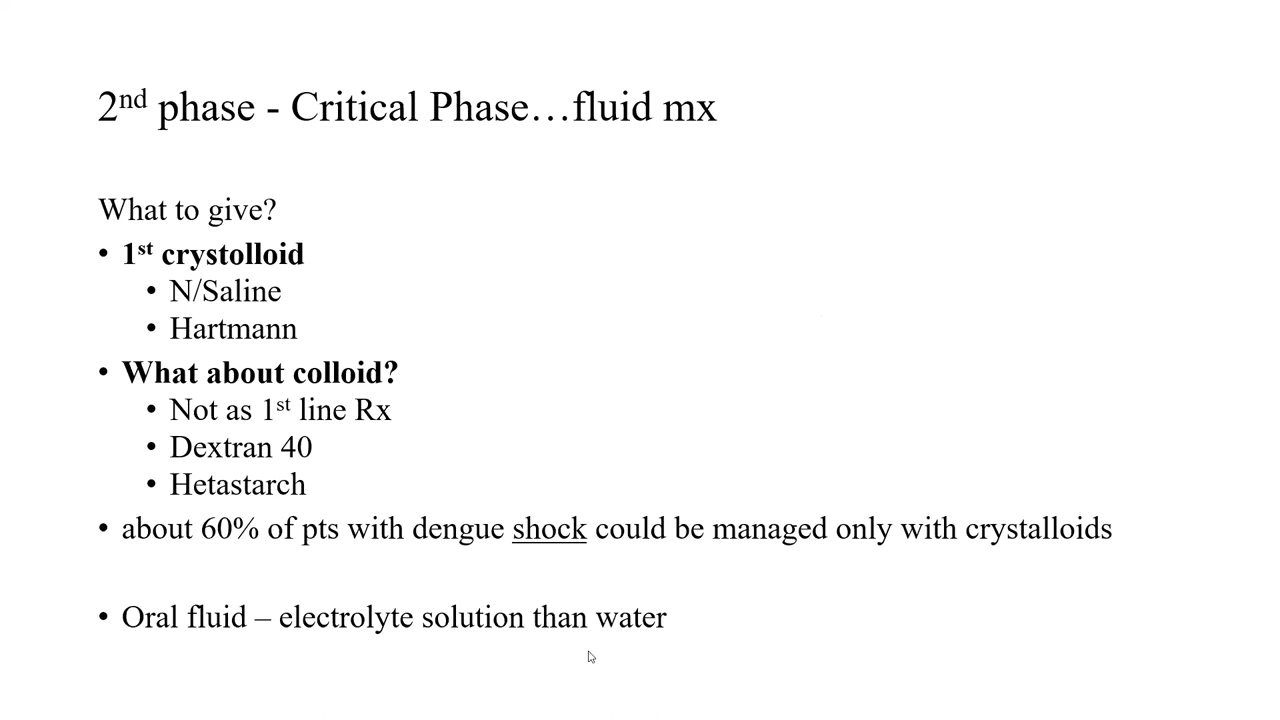 2nd phase - Critical Phase…fluid mx
What to give?
• 1st crystolloid
• N/Saline
• Hartmann
• What about colloid?
• Not as 1st line Rx
• Dextran 40
• Hetastarch
• about 60% of pts with dengue shock could be managed only with crystalloids
• Oral fluid – electrolyte solution than water